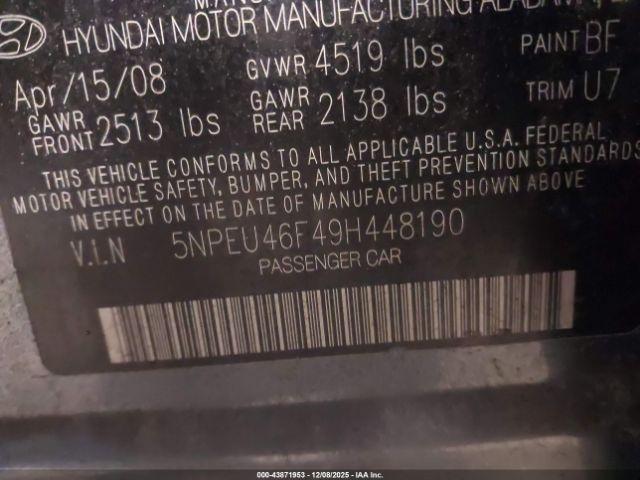 HYUNDAI MOTOR MANUFACTURING ALABAMA,
Apr/15/08 GVWR 4519 lbs PAINT BF
GAWR FRONT 2513 lbs GAWR REAR 2138 lbs TRIM U7
THIS VEHICLE CONFORMS TO ALL APPLICABLE U.S.A. FEDERAL
MOTOR VEHICLE SAFETY, BUMPER, AND THEFT PREVENTION STANDARDS
IN EFFECT ON THE DATE OF MANUFACTURE SHOWN ABOVE
V.I.N 5NPEU46F49H448190
PASSENGER CAR
000-43871953 | 12/08/2025 | IAA Inc.